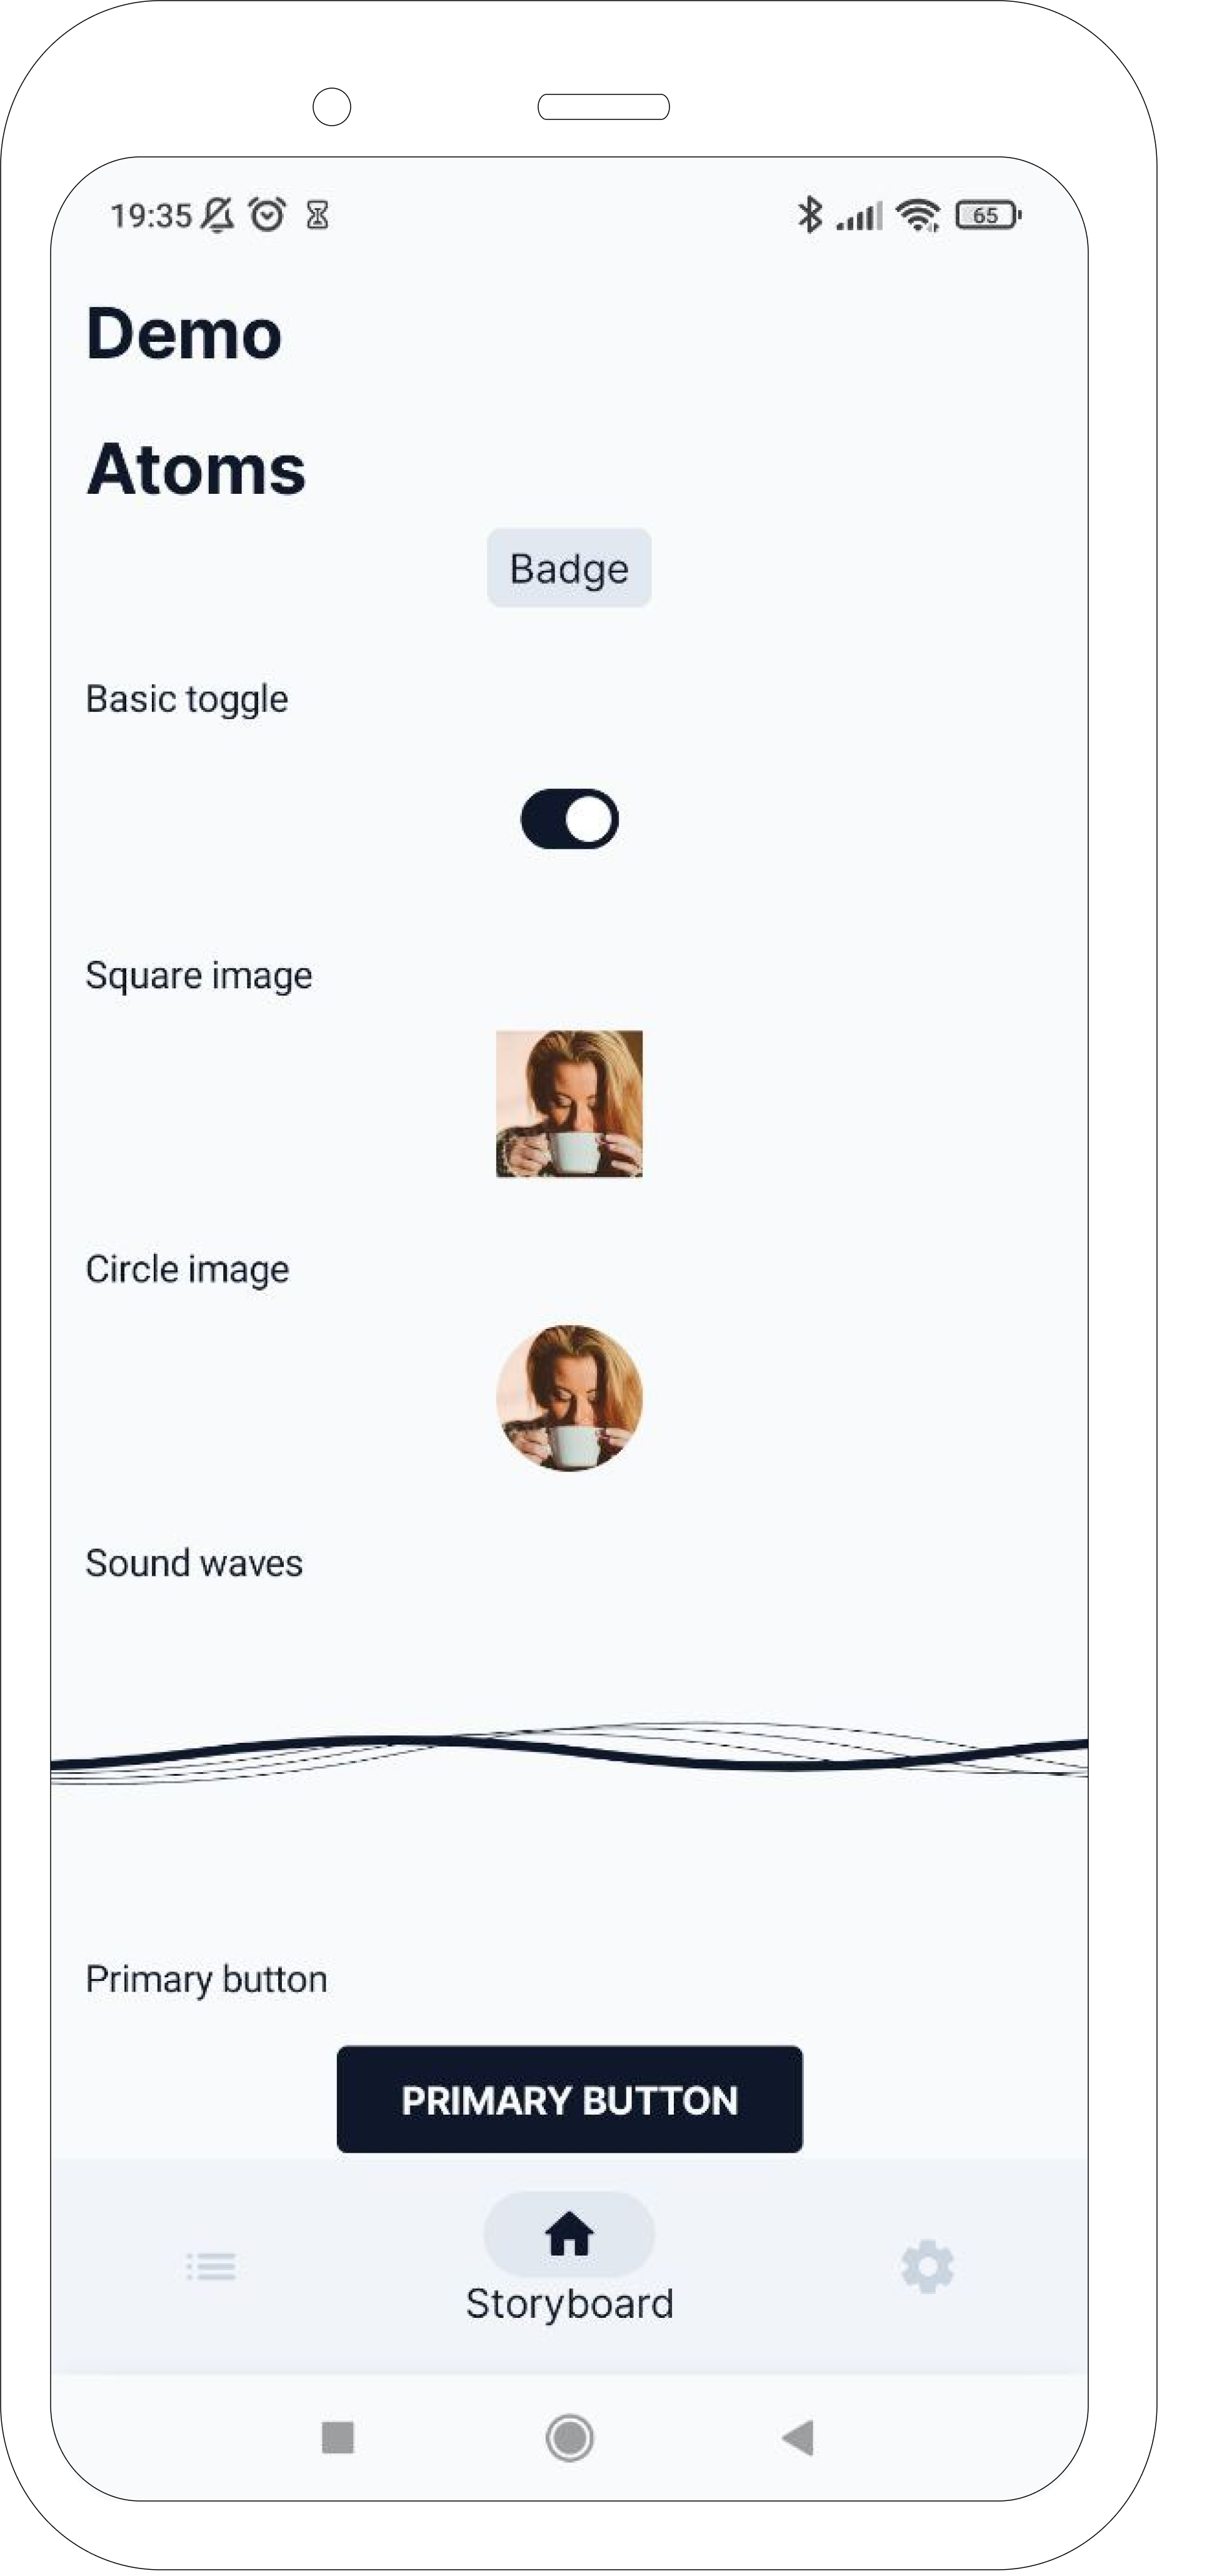 19:35
65
Demo
Atoms
Badge
Basic toggle
Square image
Circle image
Sound waves
Primary button
PRIMARY BUTTON
Storyboard